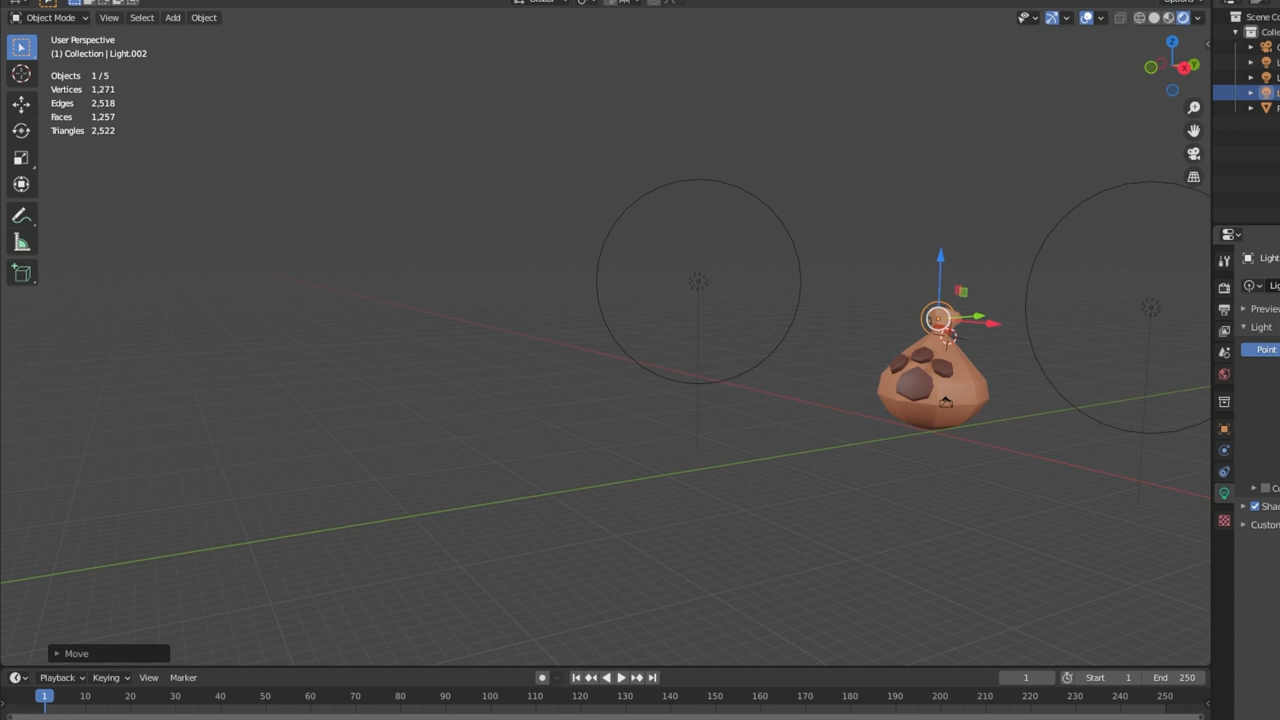 Object Mode View Select Add Object
User Perspective
(1) Collection | Light.002
Objects 1 / 5
Vertices 1,271
Edges 2,518
Faces 1,257
Triangles 2,522
Z
Y
X
Scene Co
Colle
Light
Lig
Preview
Light
Point
Cu
Shad
Custom
Move
Playback Keying View Marker
1
Start 1
End 250
1 10 20 30 40 50 60 70 80 90 100 110 120 130 140 150 160 170 180 190 200 210 220 230 240 250